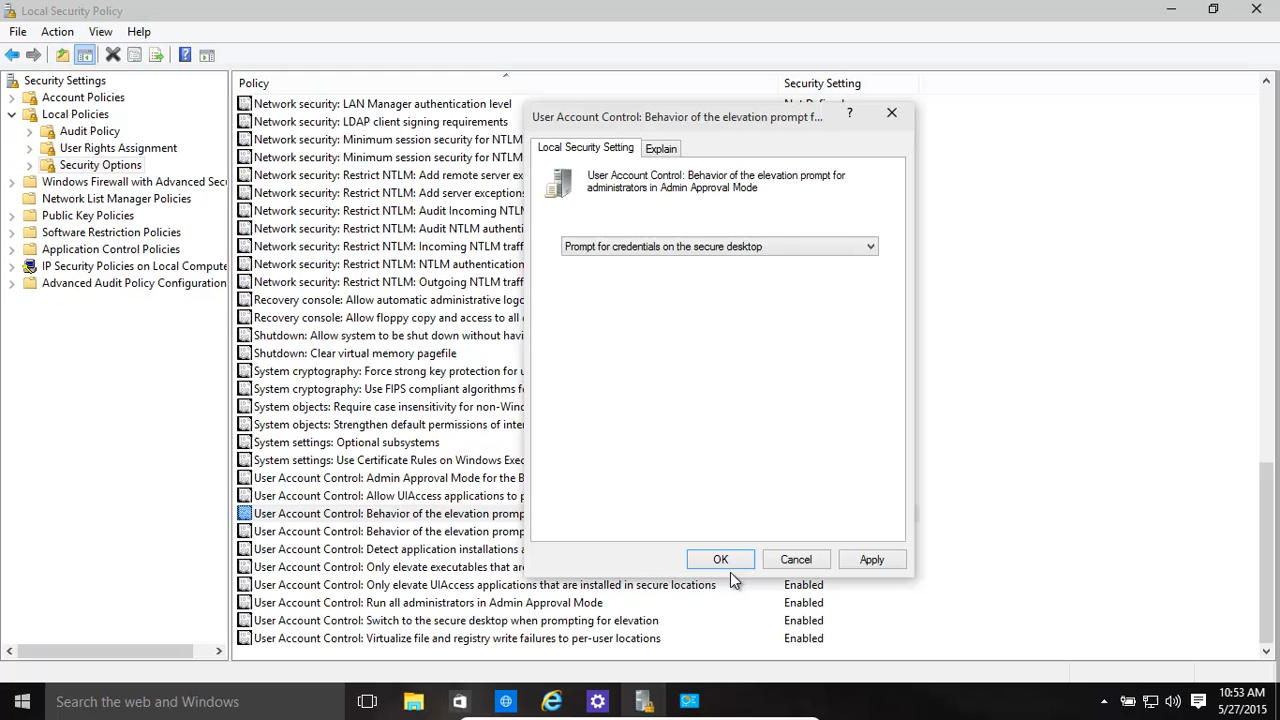 Local Security Policy
File Action View Help
Security Settings
Account Policies
Local Policies
Audit Policy
User Rights Assignment
Security Options
Windows Firewall with Advanced Secu
Network List Manager Policies
Public Key Policies
Software Restriction Policies
Application Control Policies
IP Security Policies on Local Compute
Advanced Audit Policy Configuration
Policy Security Setting
Network security: LAN Manager authentication level
Network security: LDAP client signing requirements
Network security: Minimum session security for NTLM
Network security: Minimum session security for NTLM
Network security: Restrict NTLM: Add remote server ex
Network security: Restrict NTLM: Add server exceptions
Network security: Restrict NTLM: Audit Incoming NTL
Network security: Restrict NTLM: Audit NTLM authenti
Network security: Restrict NTLM: Incoming NTLM traff
Network security: Restrict NTLM: NTLM authentication
Network security: Restrict NTLM: Outgoing NTLM traf
Recovery console: Allow automatic administrative logo
Recovery console: Allow floppy copy and access to all d
Shutdown: Allow system to be shut down without havi
Shutdown: Clear virtual memory pagefile
System cryptography: Force strong key protection for u
System cryptography: Use FIPS compliant algorithms f
System objects: Require case insensitivity for non-Wind
System objects: Strengthen default permissions of inter
System settings: Optional subsystems
System settings: Use Certificate Rules on Windows Exec
User Account Control: Admin Approval Mode for the B
User Account Control: Allow UIAccess applications to p
User Account Control: Behavior of the elevation promp
User Account Control: Behavior of the elevation promp
User Account Control: Detect application installations a
User Account Control: Only elevate executables that are
User Account Control: Only elevate UIAccess applications that are installed in secure locations Enabled
User Account Control: Run all administrators in Admin Approval Mode Enabled
User Account Control: Switch to the secure desktop when prompting for elevation Enabled
User Account Control: Virtualize file and registry write failures to per-user locations Enabled
User Account Control: Behavior of the elevation prompt f... ?
Local Security Setting Explain
User Account Control: Behavior of the elevation prompt for
administrators in Admin Approval Mode
Prompt for credentials on the secure desktop
OK Cancel Apply
Search the web and Windows
10:53 AM
5/27/2015